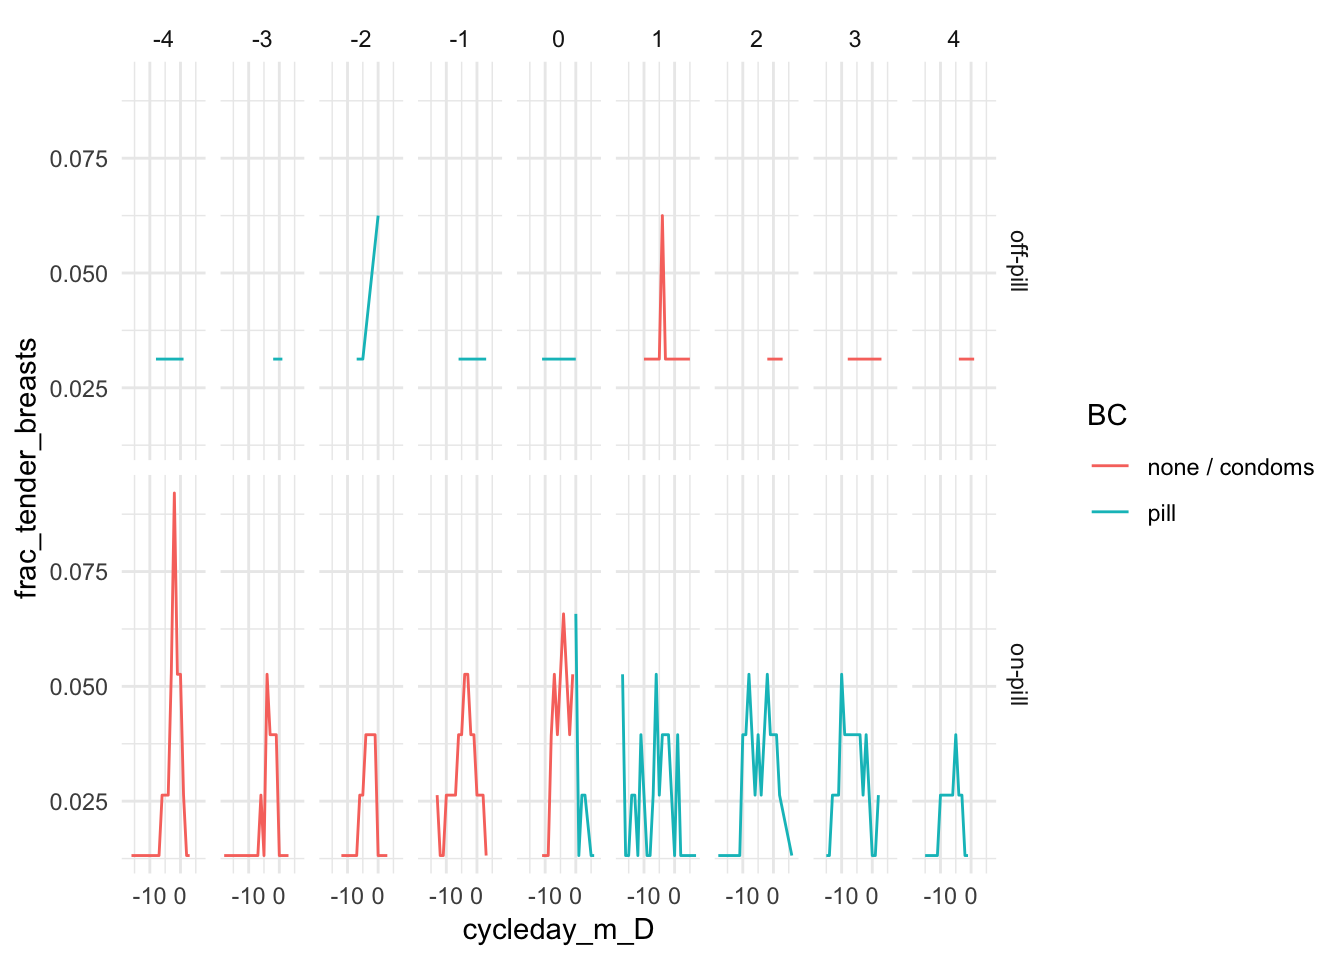 -4 -3 -2 -1 0 1 2 3 4
0.075
0.050
0.025
off-pill
0.075
0.050
0.025
on-pill
frac_tender_breasts
-10 0 -10 0 -10 0 -10 0 -10 0 -10 0 -10 0 -10 0 -10 0
cycleday_m_D
BC
none / condoms
pill